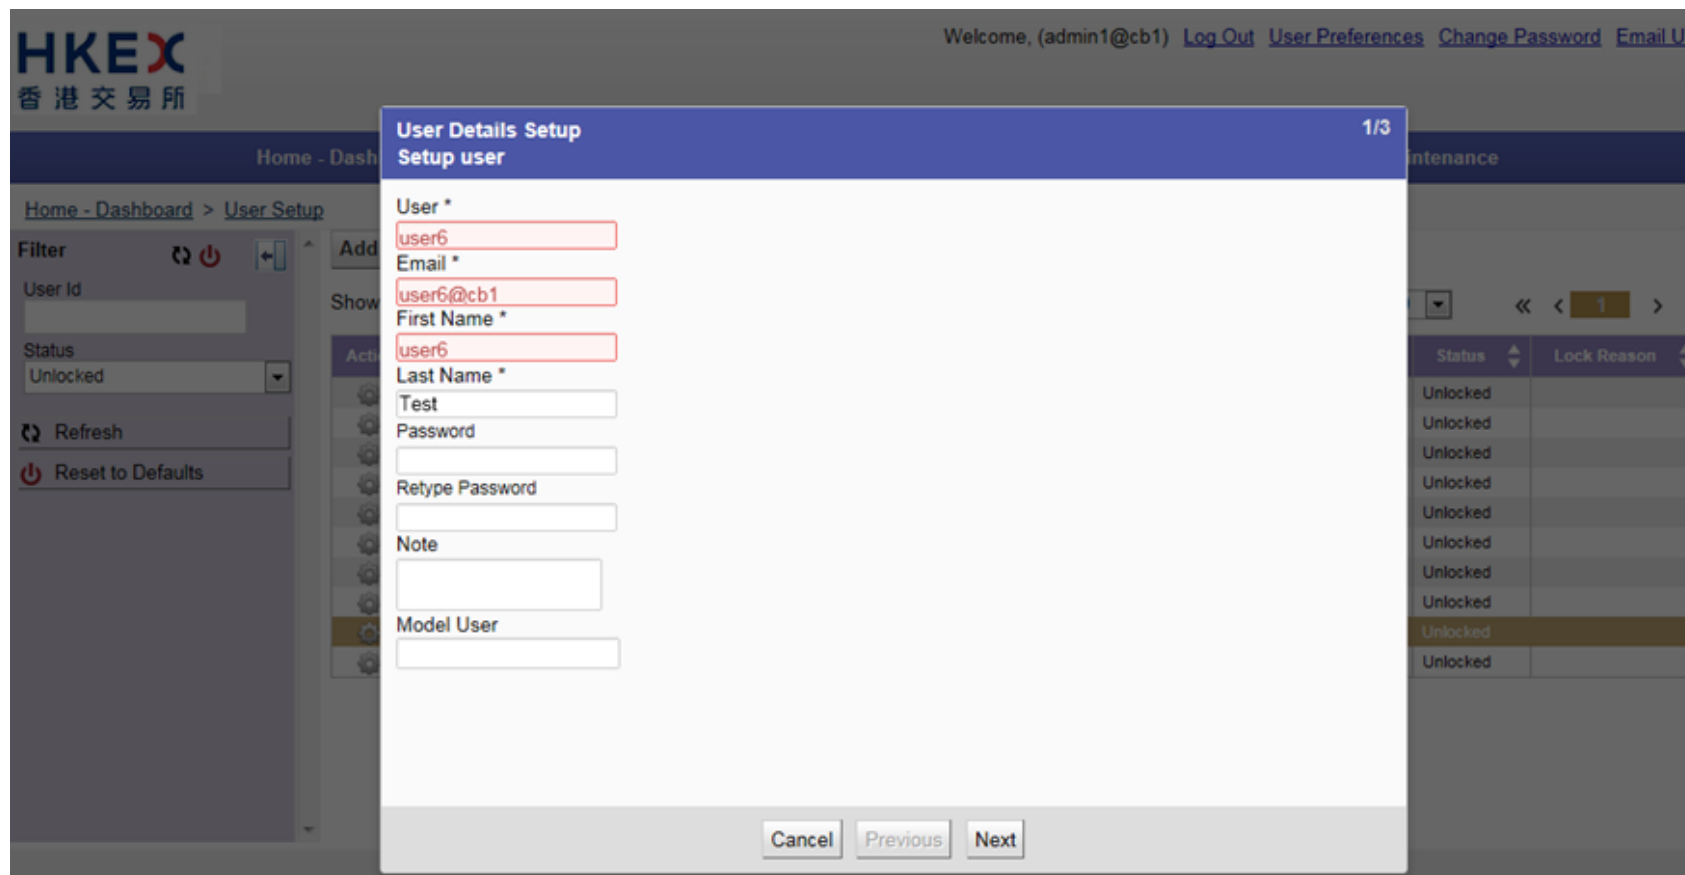 HKEX
香港交易所
Welcome, (admin1@cb1) Log Out User Preferences Change Password Email U
Home - Dash
intenance
Home - Dashboard > User Setup
Filter
User Id
Status
Unlocked
Refresh
Reset to Defaults
Add
Show
« < 1 >
Acti
Status Lock Reason
Unlocked
Unlocked
Unlocked
Unlocked
Unlocked
Unlocked
Unlocked
Unlocked
Unlocked
Unlocked
User Details Setup 1/3
Setup user
User *
user6
Email *
user6@cb1
First Name *
user6
Last Name *
Test
Password
Retype Password
Note
Model User
Cancel Previous Next